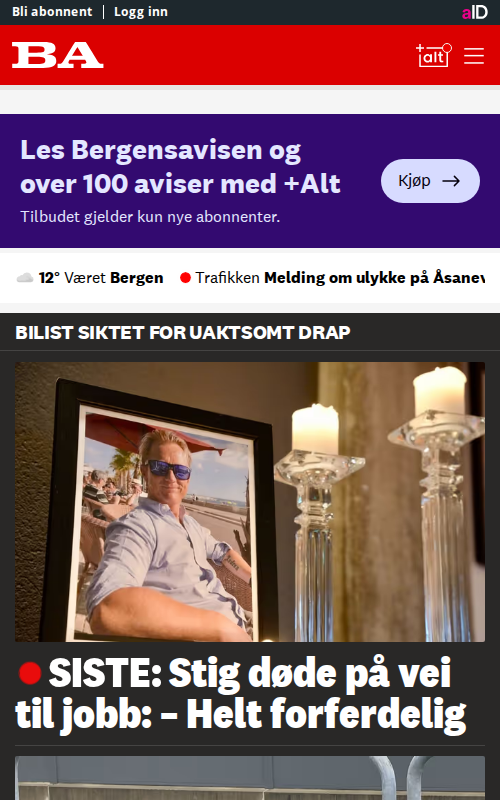 Bli abonnent
Logg inn
aID
BA
+alt
Les Bergensavisen og
over 100 aviser med +Alt
Tilbudet gjelder kun nye abonnenter.
Kjøp
12° Været Bergen
Trafikken Melding om ulykke på Åsanev
BILIST SIKTET FOR UAKTSOMT DRAP
SISTE: Stig døde på vei
til jobb: – Helt forferdelig